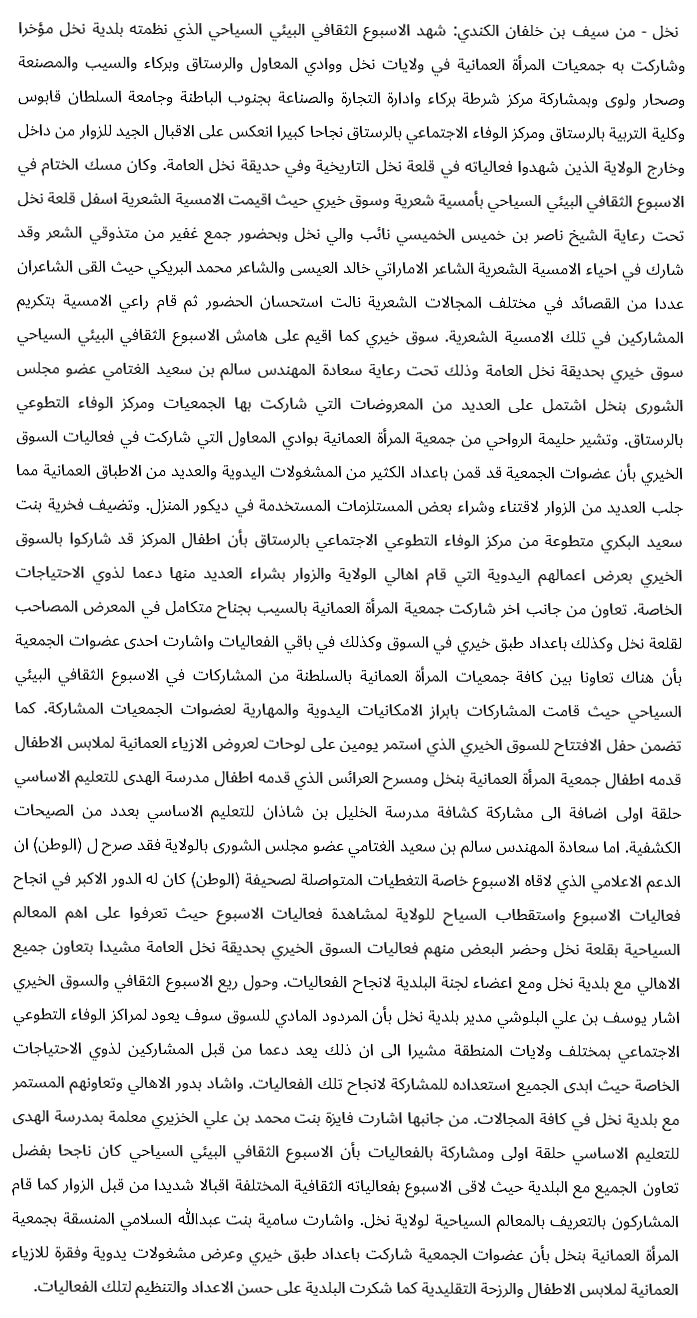 نخل - من سيف بن خلفان الكندي: شهد الاسبوع الثقافي البيئي السياحي الذي نظمته بلدية نخل مؤخرا
وشاركت به جمعيات المرأة العمانية في ولايات نخل ووادي المعاول والرستاق وبركاء والسيب والمصنعة
وصحار ولوى وبمشاركة مركز شرطة بركاء وادارة التجارة والصناعة بجنوب الباطنة وجامعة السلطان قابوس
وكلية التربية بالرستاق ومركز الوفاء الاجتماعي بالرستاق نجاحا كبيرا انعكس على الاقبال الجيد للزوار من داخل
وخارج الولاية الذين شهدوا فعالياته في قلعة نخل التاريخية وفي حديقة نخل العامة. وكان مسك الختام في
الاسبوع الثقافي البيئي السياحي بأمسية شعرية وسوق خيري حيث اقيمت الامسية الشعرية اسفل قلعة نخل
تحت رعاية الشيخ ناصر بن خميس الخميسي نائب والي نخل وبحضور جمع غفير من متذوقي الشعر وقد
شارك في احياء الامسية الشعرية الشاعر الاماراتي خالد العيسى والشاعر محمد البريكي حيث القى الشاعران
عددا من القصائد في مختلف المجالات الشعرية نالت استحسان الحضور ثم قام راعي الامسية بتكريم
المشاركين في تلك الامسية الشعرية. سوق خيري كما اقيم على هامش الاسبوع الثقافي البيئي السياحي
سوق خيري بحديقة نخل العامة وذلك تحت رعاية سعادة المهندس سالم بن سعيد الغتامي عضو مجلس
الشورى بنخل اشتمل على العديد من المعروضات التي شاركت بها الجمعيات ومركز الوفاء التطوعي
بالرستاق. وتشير حليمة الرواحي من جمعية المرأة العمانية بوادي المعاول التي شاركت في فعاليات السوق
الخيري بأن عضوات الجمعية قد قمن باعداد الكثير من المشغولات اليدوية والعديد من الاطباق العمانية مما
جلب العديد من الزوار لاقتناء وشراء بعض المستلزمات المستخدمة في ديكور المنزل. وتضيف فخرية بنت
سعيد البكري متطوعة من مركز الوفاء التطوعي الاجتماعي بالرستاق بأن اطفال المركز قد شاركوا بالسوق
الخيري بعرض اعمالهم اليدوية التي قام اهالي الولاية والزوار بشراء العديد منها دعما لذوي الاحتياجات
الخاصة. تعاون من جانب اخر شاركت جمعية المرأة العمانية بالسيب بجناح متكامل في المعرض المصاحب
لقلعة نخل وكذلك باعداد طبق خيري في السوق وكذلك في باقي الفعاليات واشارت احدى عضوات الجمعية
بأن هناك تعاونا بين كافة جمعيات المرأة العمانية بالسلطنة من المشاركات في الاسبوع الثقافي البيئي
السياحي حيث قامت المشاركات بابراز الامكانيات اليدوية والمهارية لعضوات الجمعيات المشاركة. كما
تضمن حفل الافتتاح للسوق الخيري الذي استمر يومين على لوحات لعروض الازياء العمانية لملابس الاطفال
قدمه اطفال جمعية المرأة العمانية بنخل ومسرح العرائس الذي قدمه اطفال مدرسة الهدى للتعليم الاساسي
حلقة اولى اضافة الى مشاركة كشافة مدرسة الخليل بن شاذان للتعليم الاساسي بعدد من الصيحات
الكشفية. اما سعادة المهندس سالم بن سعيد الغتامي عضو مجلس الشورى بالولاية فقد صرح ل (الوطن) ان
الدعم الاعلامي الذي لاقاه الاسبوع خاصة التغطيات المتواصلة لصحيفة (الوطن) كان له الدور الاكبر في انجاح
فعاليات الاسبوع واستقطاب السياح للولاية لمشاهدة فعاليات الاسبوع حيث تعرفوا على اهم المعالم
السياحية بقلعة نخل وحضر البعض منهم فعاليات السوق الخيري بحديقة نخل العامة مشيدا بتعاون جميع
الاهالي مع بلدية نخل ومع اعضاء لجنة البلدية لانجاح الفعاليات. وحول ريع الاسبوع الثقافي والسوق الخيري
اشار يوسف بن علي البلوشي مدير بلدية نخل بأن المردود المادي للسوق سوف يعود لمراكز الوفاء التطوعي
الاجتماعي بمختلف ولايات المنطقة مشيرا الى ان ذلك يعد دعما من قبل المشاركين لذوي الاحتياجات
الخاصة حيث ابدى الجميع استعداده للمشاركة لانجاح تلك الفعاليات. واشاد بدور الاهالي وتعاونهم المستمر
مع بلدية نخل في كافة المجالات. من جانبها اشارت فايزة بنت محمد بن علي الخزيري معلمة بمدرسة الهدى
للتعليم الاساسي حلقة اولى ومشاركة بالفعاليات بأن الاسبوع الثقافي البيئي السياحي كان ناجحا بفضل
تعاون الجميع مع البلدية حيث لاقى الاسبوع بفعالياته الثقافية المختلفة اقبالا شديدا من قبل الزوار كما قام
المشاركون بالتعريف بالمعالم السياحية لولاية نخل. واشارت سامية بنت عبدالله السلامي المنسقة بجمعية
المرأة العمانية بنخل بأن عضوات الجمعية شاركت باعداد طبق خيري وعرض مشغولات يدوية وفقرة للازياء
العمانية لملابس الاطفال والرزحة التقليدية كما شكرت البلدية على حسن الاعداد والتنظيم لتلك الفعاليات.